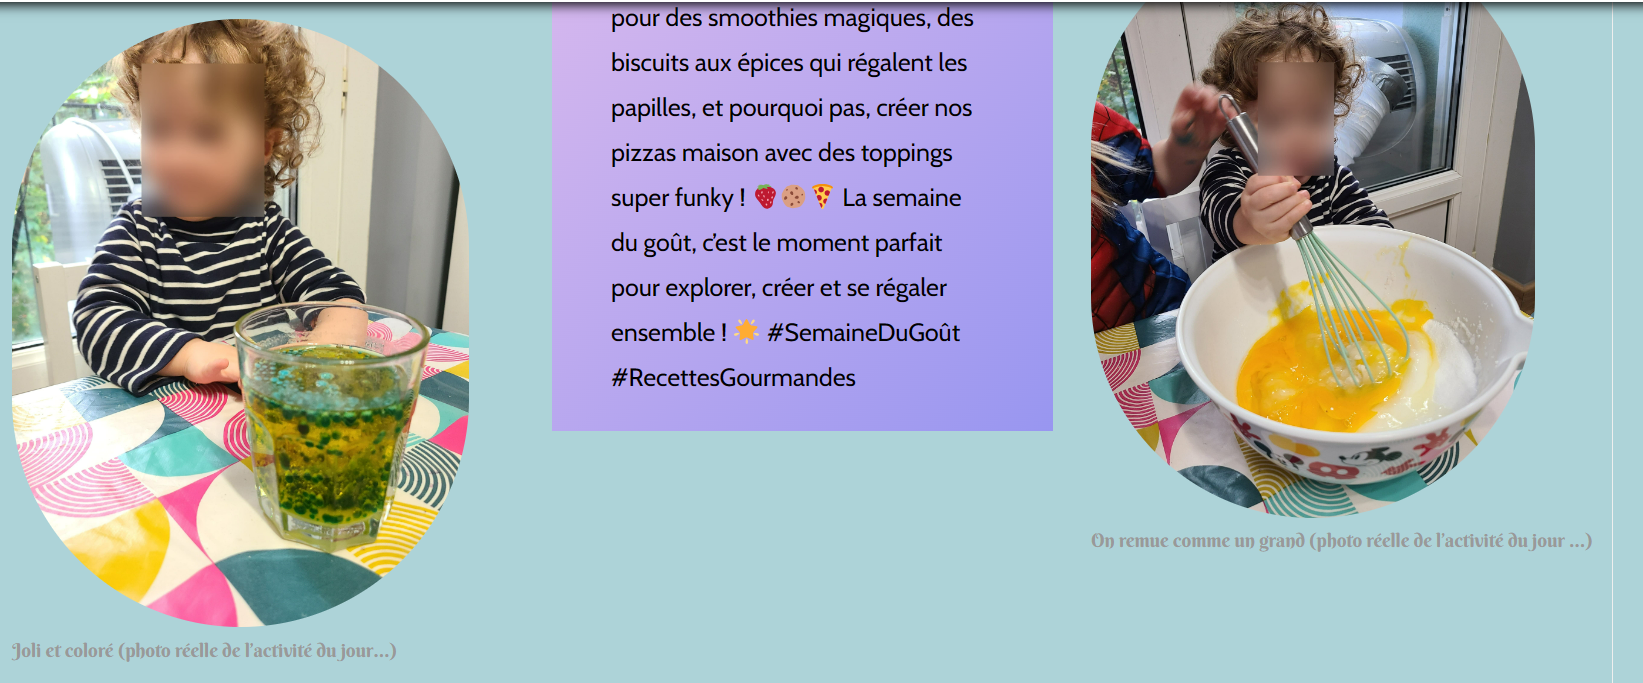 pour des smoothies magiques, des
biscuits aux épices qui régalent les
papilles, et pourquoi pas, créer nos
pizzas maison avec des toppings
super funky ! 🍓🍪🍕 La semaine
du goût, c'est le moment parfait
pour explorer, créer et se régaler
ensemble ! 🌟 #SemaineDuGoût
#RecettesGourmandes
On remue comme un grand (photo réelle de l'activité du jour ...)
Joli et coloré (photo réelle de l'activité du jour...)